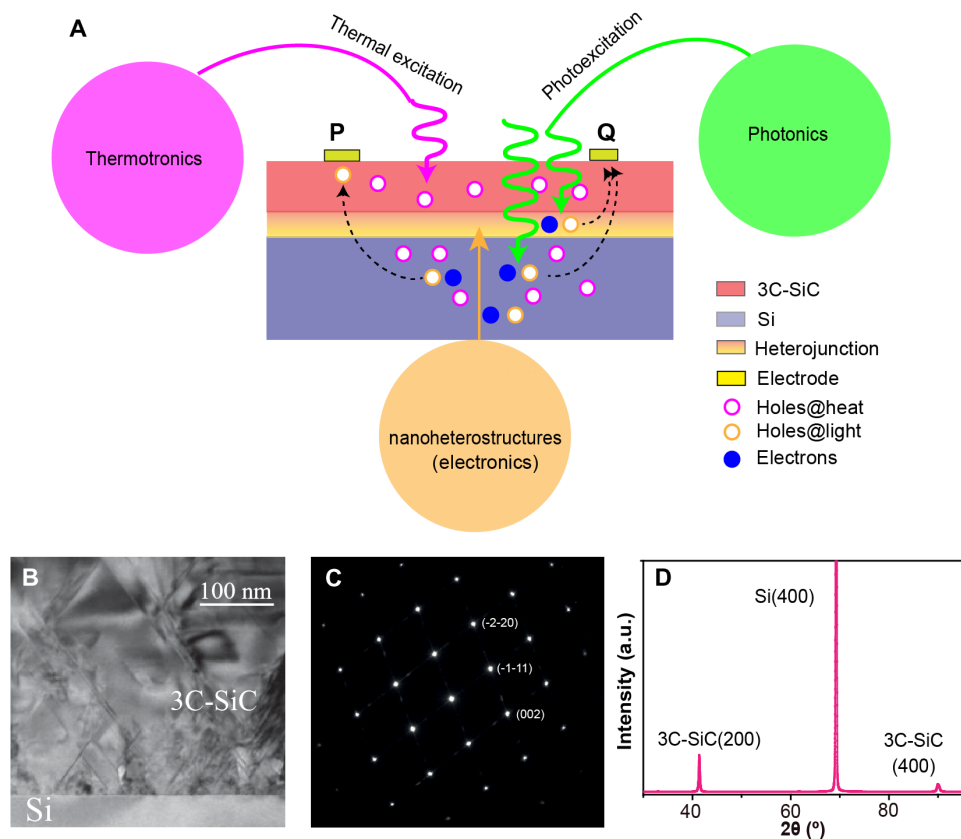 A
Thermal excitation
Photoexcitation
P
Q
Thermotronics
Photonics
nanoheterostructures
(electronics)
3C-SiC
Si
Heterojunction
Electrode
Holes@heat
Holes@light
Electrons
B
100 nm
3C-SiC
Si
C
(-2-20)
(-1-11)
(002)
D
Si(400)
3C-SiC(200)
3C-SiC
(400)
Intensity (a.u.)
40
60
80
2θ (º)